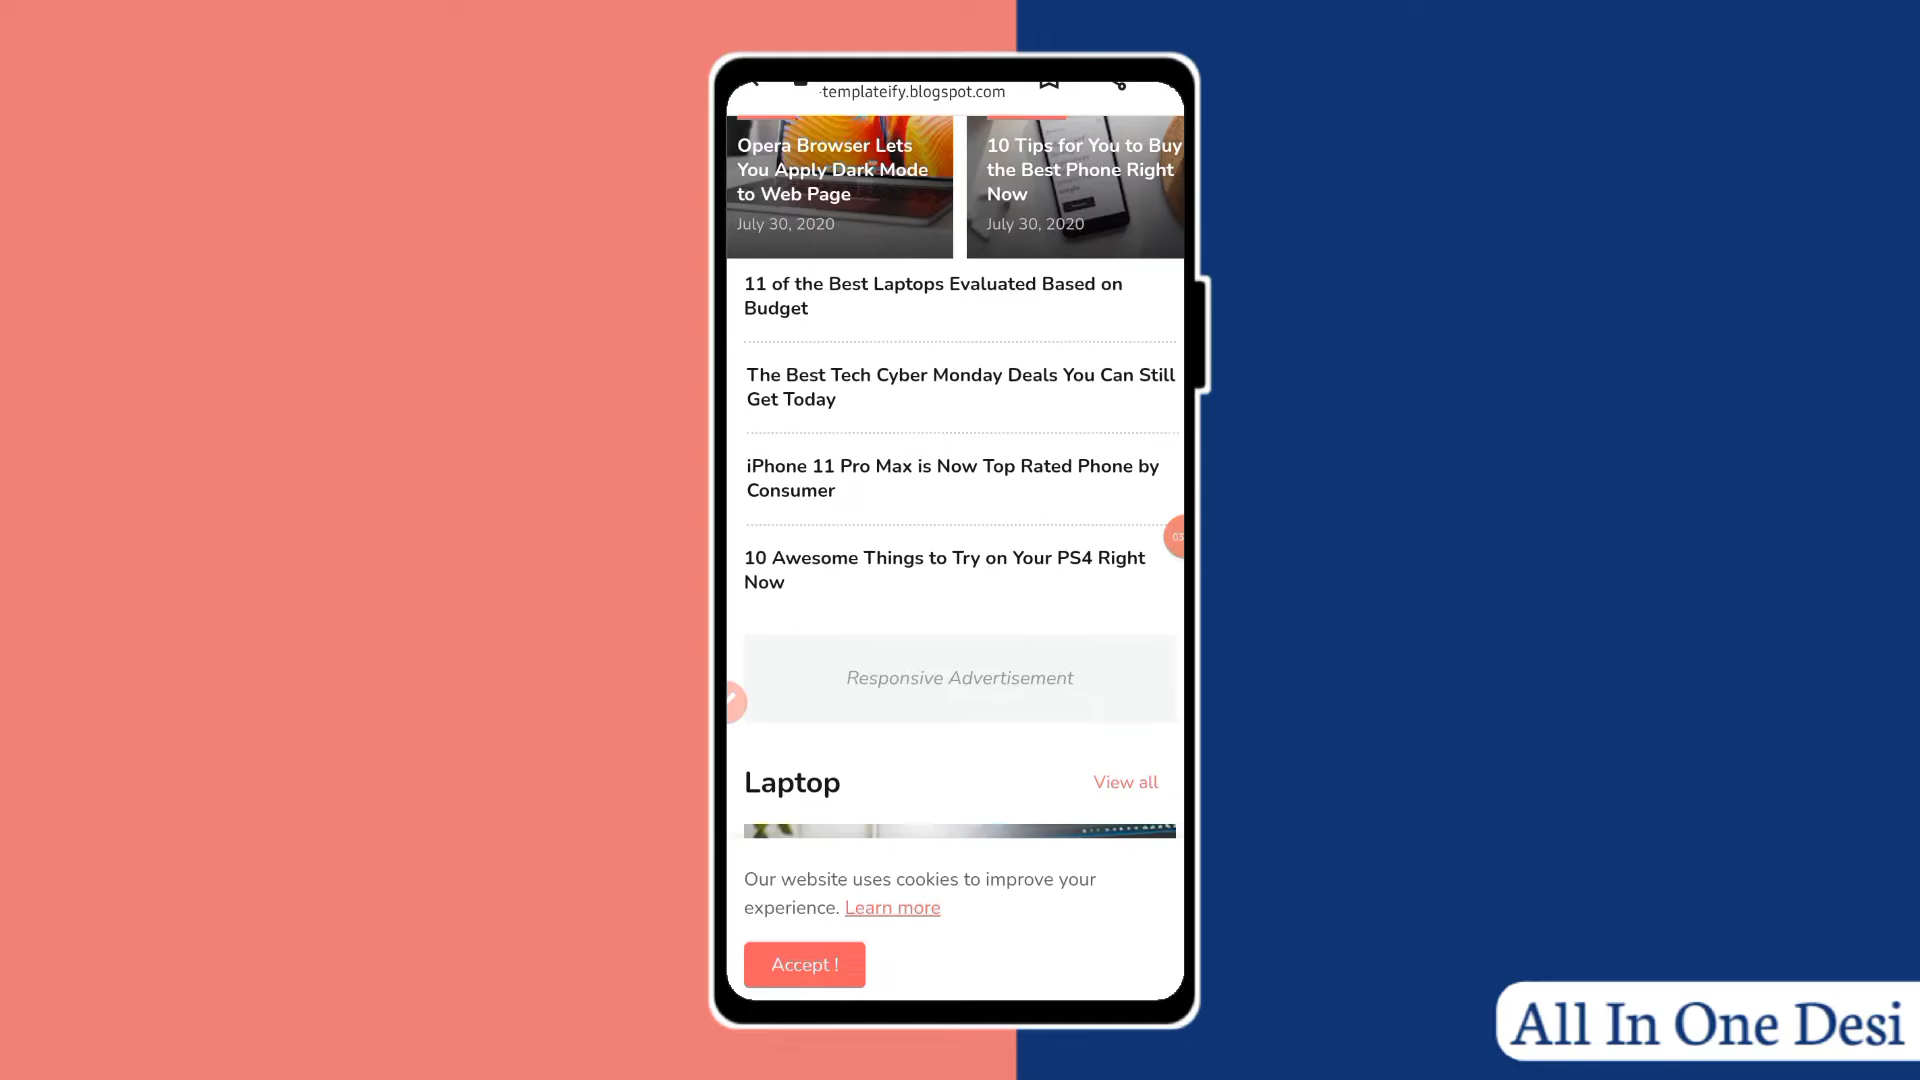 -templateify.blogspot.com
Opera Browser Lets
You Apply Dark Mode
to Web Page
July 30, 2020
10 Tips for You to Buy
the Best Phone Right
Now
July 30, 2020
11 of the Best Laptops Evaluated Based on
Budget
The Best Tech Cyber Monday Deals You Can Still
Get Today
iPhone 11 Pro Max is Now Top Rated Phone by
Consumer
10 Awesome Things to Try on Your PS4 Right
Now
Responsive Advertisement
Laptop
View all
Our website uses cookies to improve your
experience. Learn more
Accept !
All In One Desi